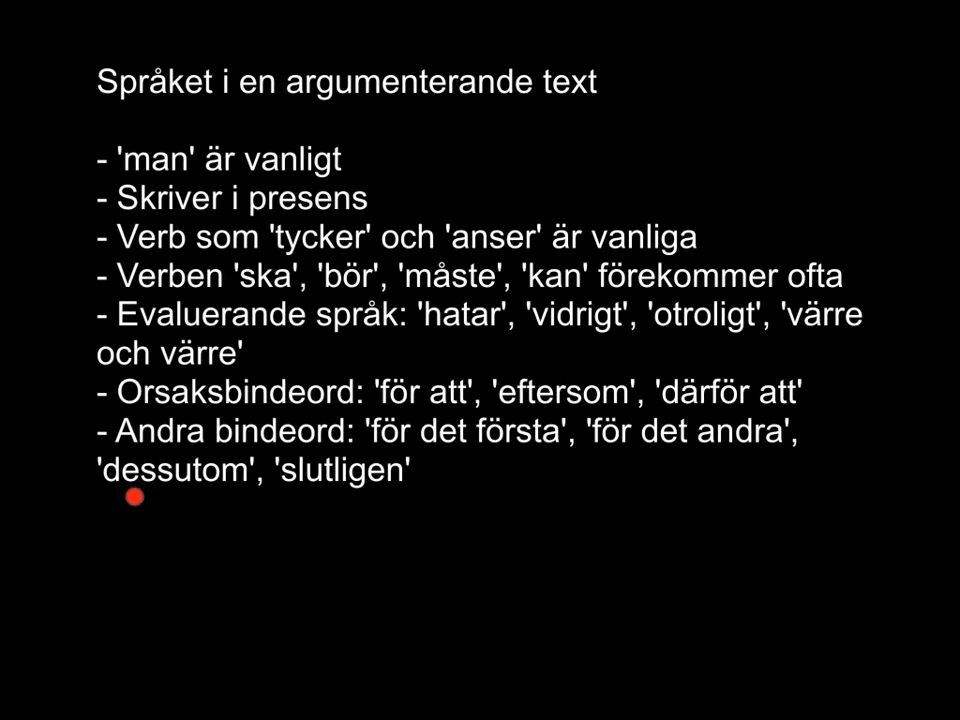 Språket i en argumenterande text
- 'man' är vanligt
- Skriver i presens
- Verb som 'tycker' och 'anser' är vanliga
- Verben 'ska', 'bör', 'måste', 'kan' förekommer ofta
- Evaluerande språk: 'hatar', 'vidrigt', 'otroligt', 'värre
och värre'
- Orsaksbindeord: 'för att', 'eftersom', 'därför att'
- Andra bindeord: 'för det första', 'för det andra',
'dessutom', 'slutligen'